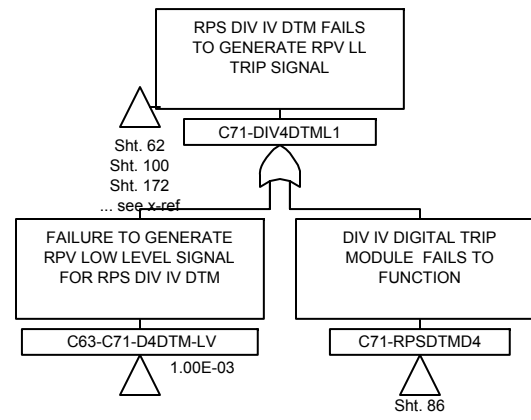 RPS DIV IV DTM FAILS
TO GENERATE RPV LL
TRIP SIGNAL
C71-DIV4DTML1
Sht. 62
Sht. 100
Sht. 172
... see x-ref
FAILURE TO GENERATE
RPV LOW LEVEL SIGNAL
FOR RPS DIV IV DTM
C63-C71-D4DTM-LV
1.00E-03
DIV IV DIGITAL TRIP
MODULE FAILS TO
FUNCTION
C71-RPSDTMD4
Sht. 86